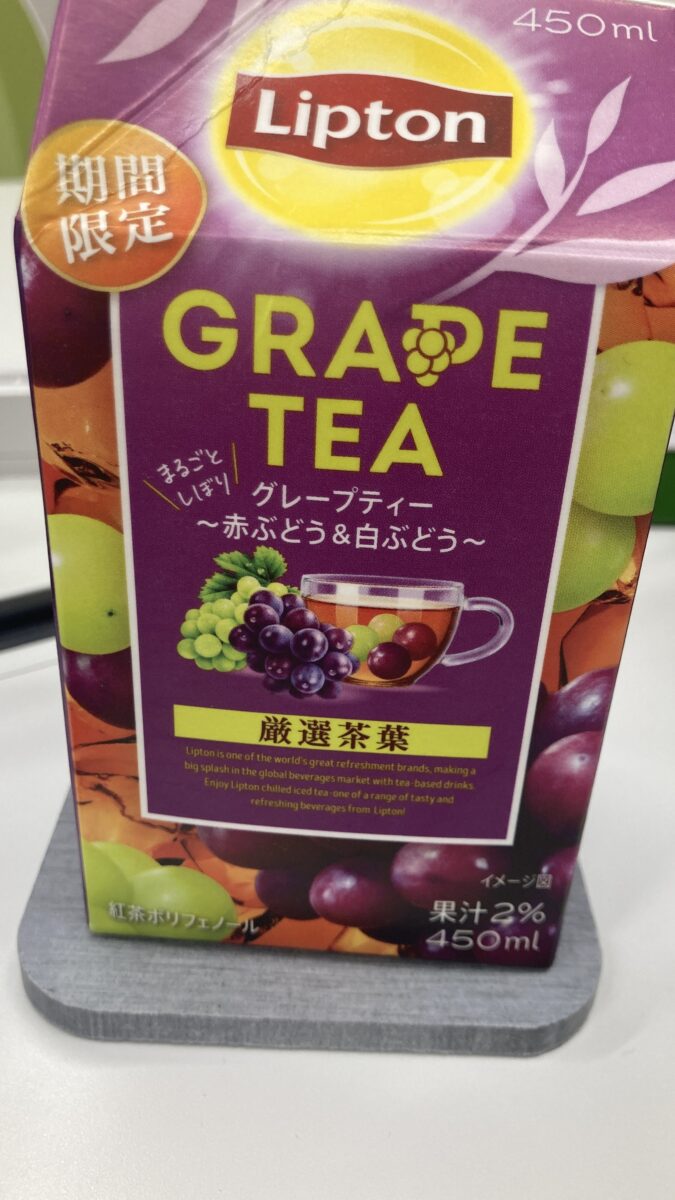 450ml
Lipton
期間
限定
GRAPE
TEA
まるごと
しぼり
グレープティー
〜赤ぶどう&白ぶどう〜
厳選茶葉
Lipton is one of the world's great refreshment brands, making a
big splash in the global beverages market with tea-based drinks.
Enjoy Lipton chilled iced tea-one of a range of tasty and
refreshing beverages from Lipton!
イメージ図
紅茶ポリフェノール
果汁2%
450ml